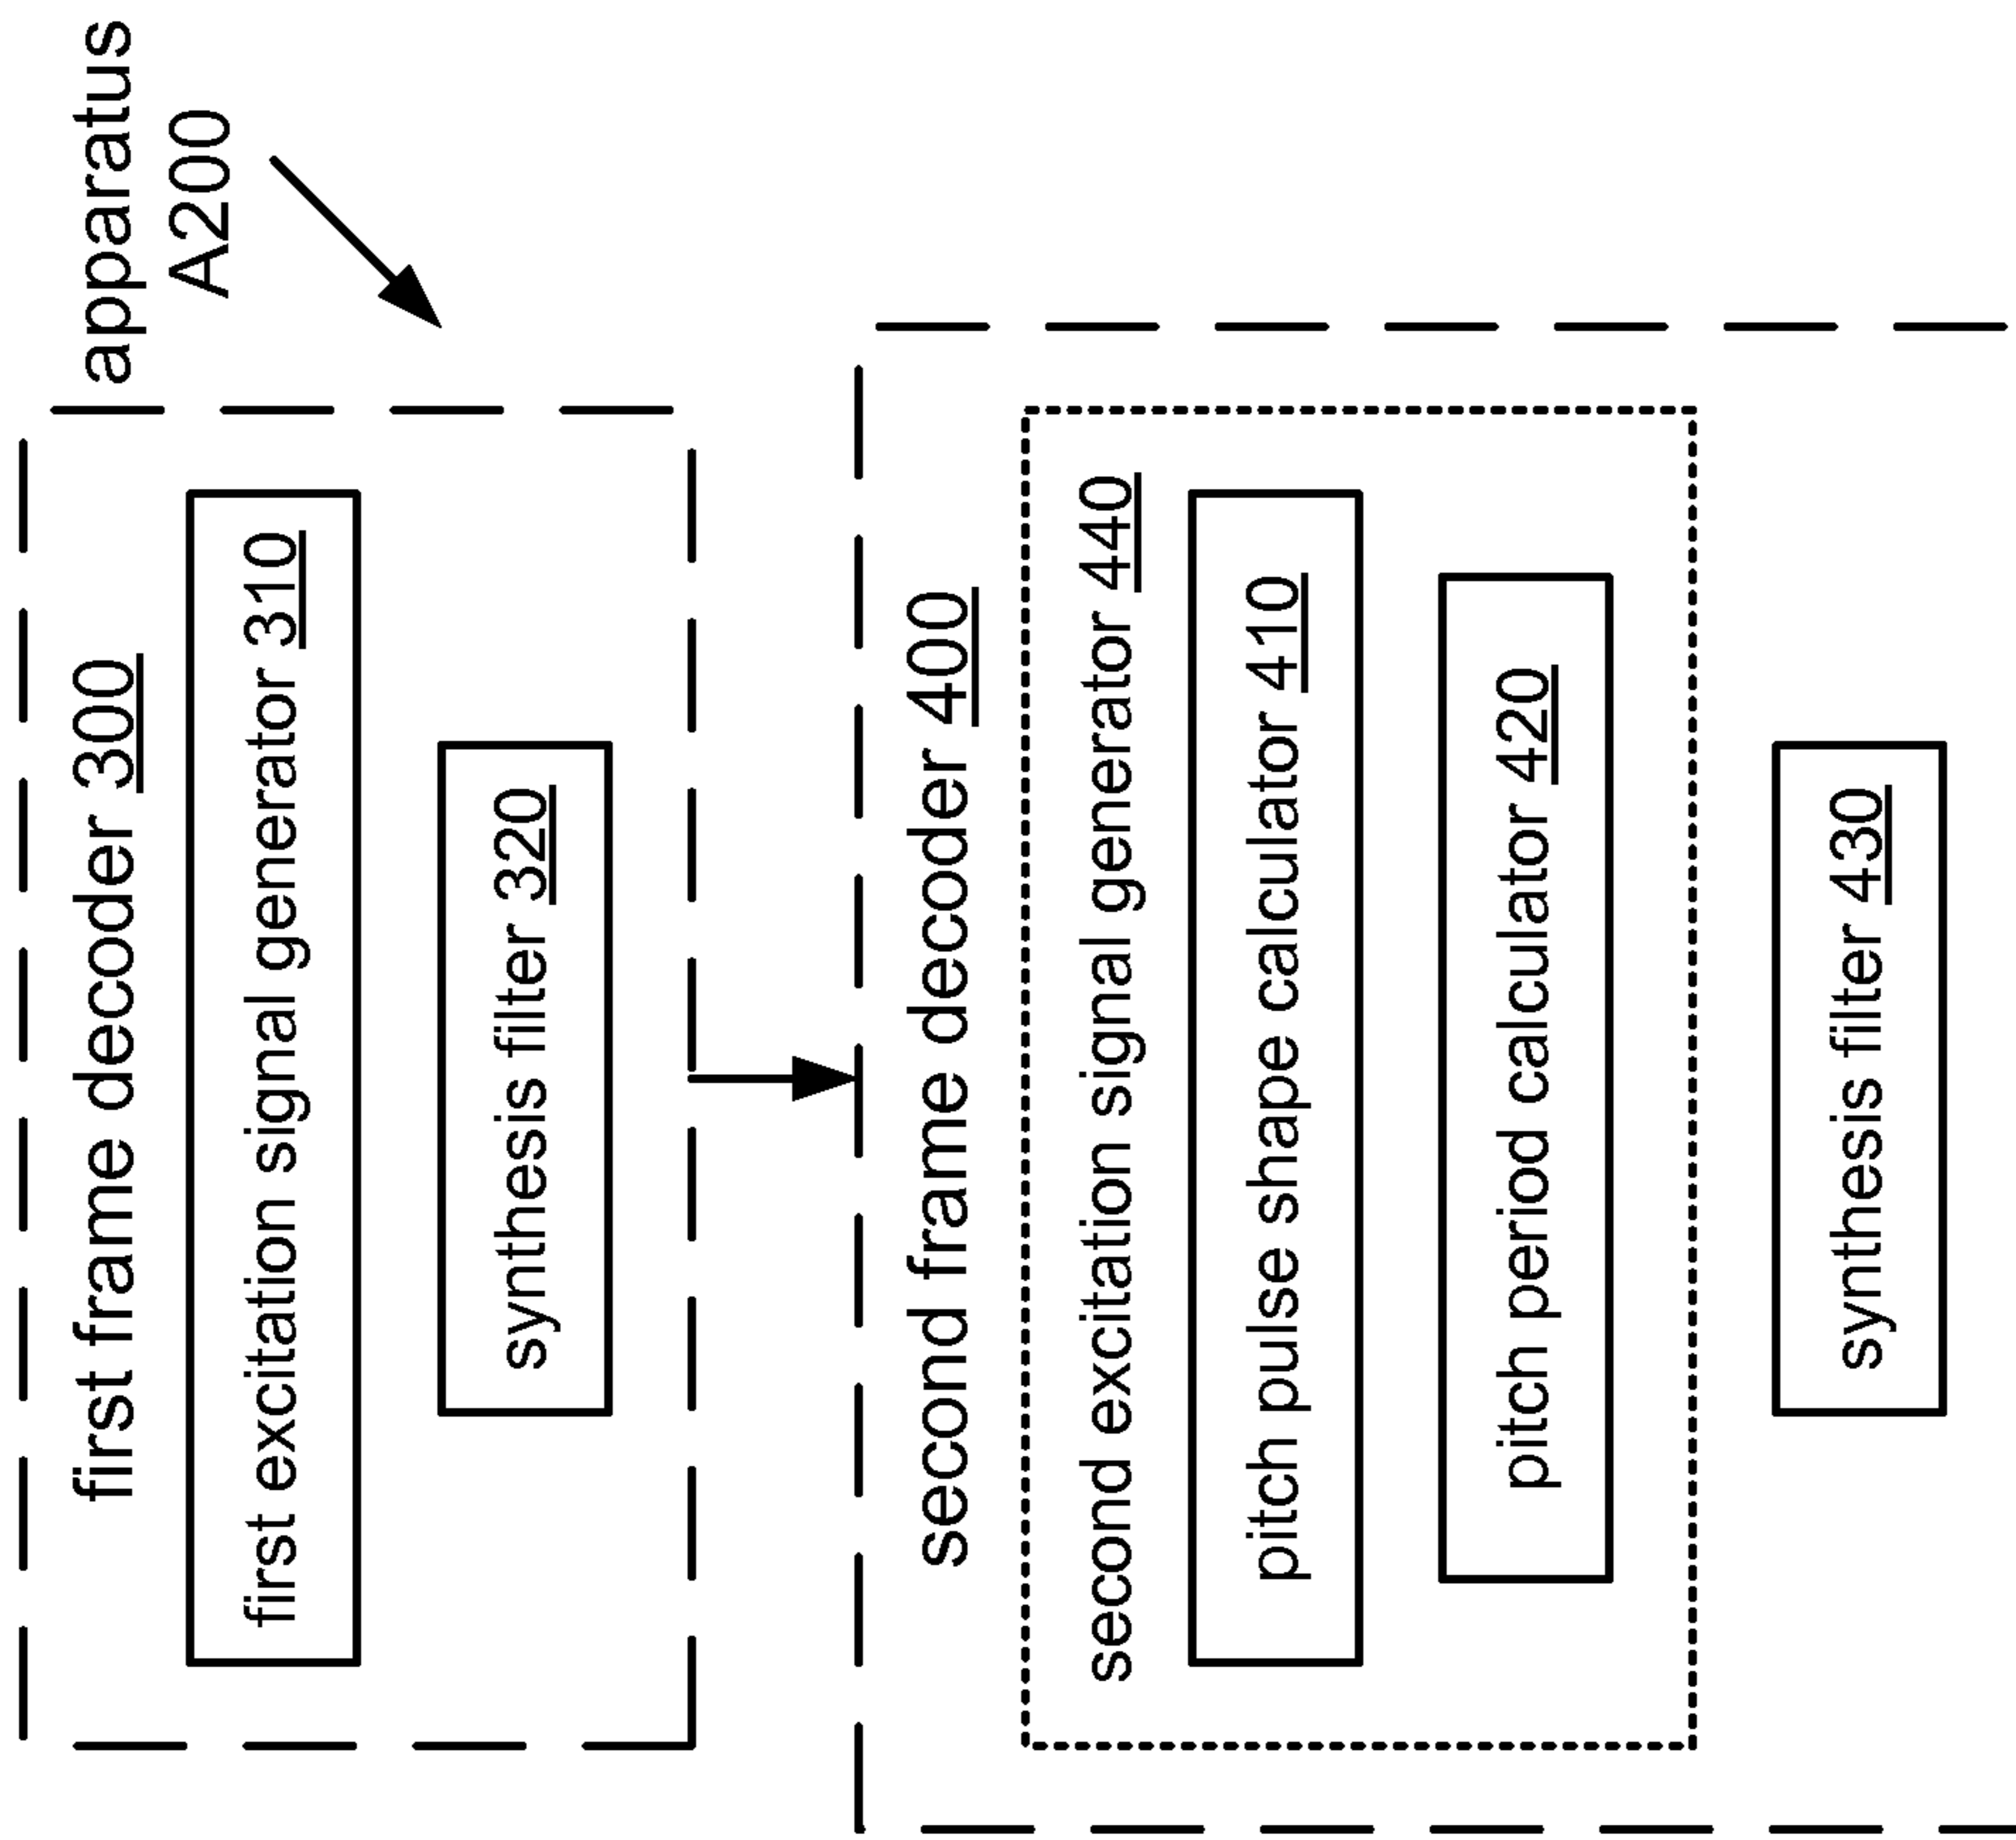 apparatus
A200
first frame decoder 300
first excitation signal generator 310
synthesis filter 320
second frame decoder 400
second excitation signal generator 440
pitch pulse shape calculator 410
pitch period calculator 420
synthesis filter 430